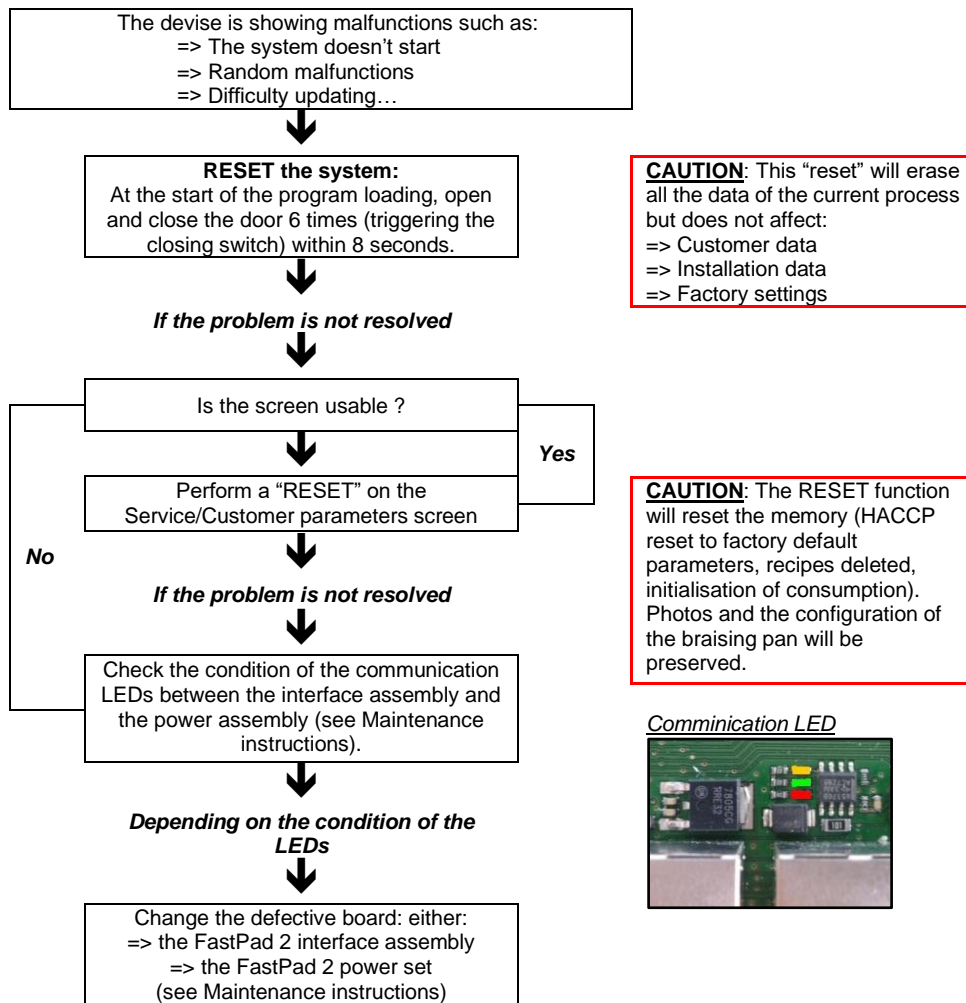 The devise is showing malfunctions such as:
=> The system doesn't start
=> Random malfunctions
=> Difficulty updating…
RESET the system:
At the start of the program loading, open
and close the door 6 times (triggering the
closing switch) within 8 seconds.
CAUTION: This “reset” will erase
all the data of the current process
but does not affect:
=> Customer data
=> Installation data
=> Factory settings
If the problem is not resolved
Is the screen usable ?
Yes
No
Perform a “RESET” on the
Service/Customer parameters screen
CAUTION: The RESET function
will reset the memory (HACCP
reset to factory default
parameters, recipes deleted,
initialisation of consumption).
Photos and the configuration of
the braising pan will be
preserved.
If the problem is not resolved
Check the condition of the communication
LEDs between the interface assembly and
the power assembly (see Maintenance
instructions).
Comminication LED
7805CG
Depending on the condition of the
LEDs
Change the defective board: either:
=> the FastPad 2 interface assembly
=> the FastPad 2 power set
(see Maintenance instructions)